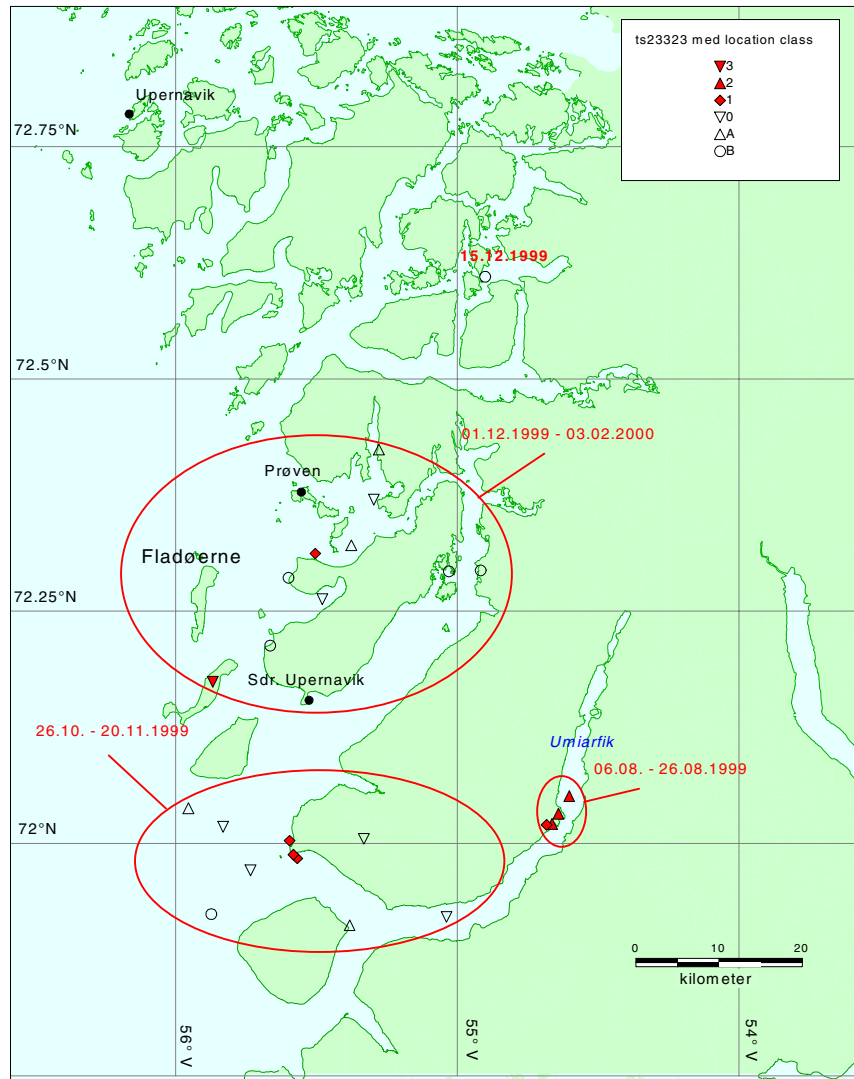 ts23323 med location class
3
2
1
0
A
B
Upernavik
72.75°N
15.12.1999
72.5°N
01.12.1999 - 03.02.2000
Prøven
Fladøerne
72.25°N
Sdr. Upernavik
26.10. - 20.11.1999
Umiarfik
06.08. - 26.08.1999
72°N
0 10 20
kilometer
56° V
55° V
54° V